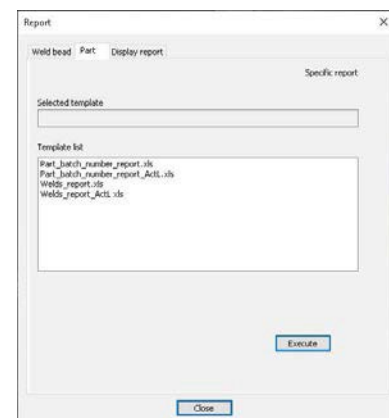 Report
Weld bead Part Display report
Specific report
Selected template
Template list
Part_batch_number_report.xls
Part_batch_number_report_ActL.xls
Welds_report.xls
Welds_report_ActL.xls
Execute
Close